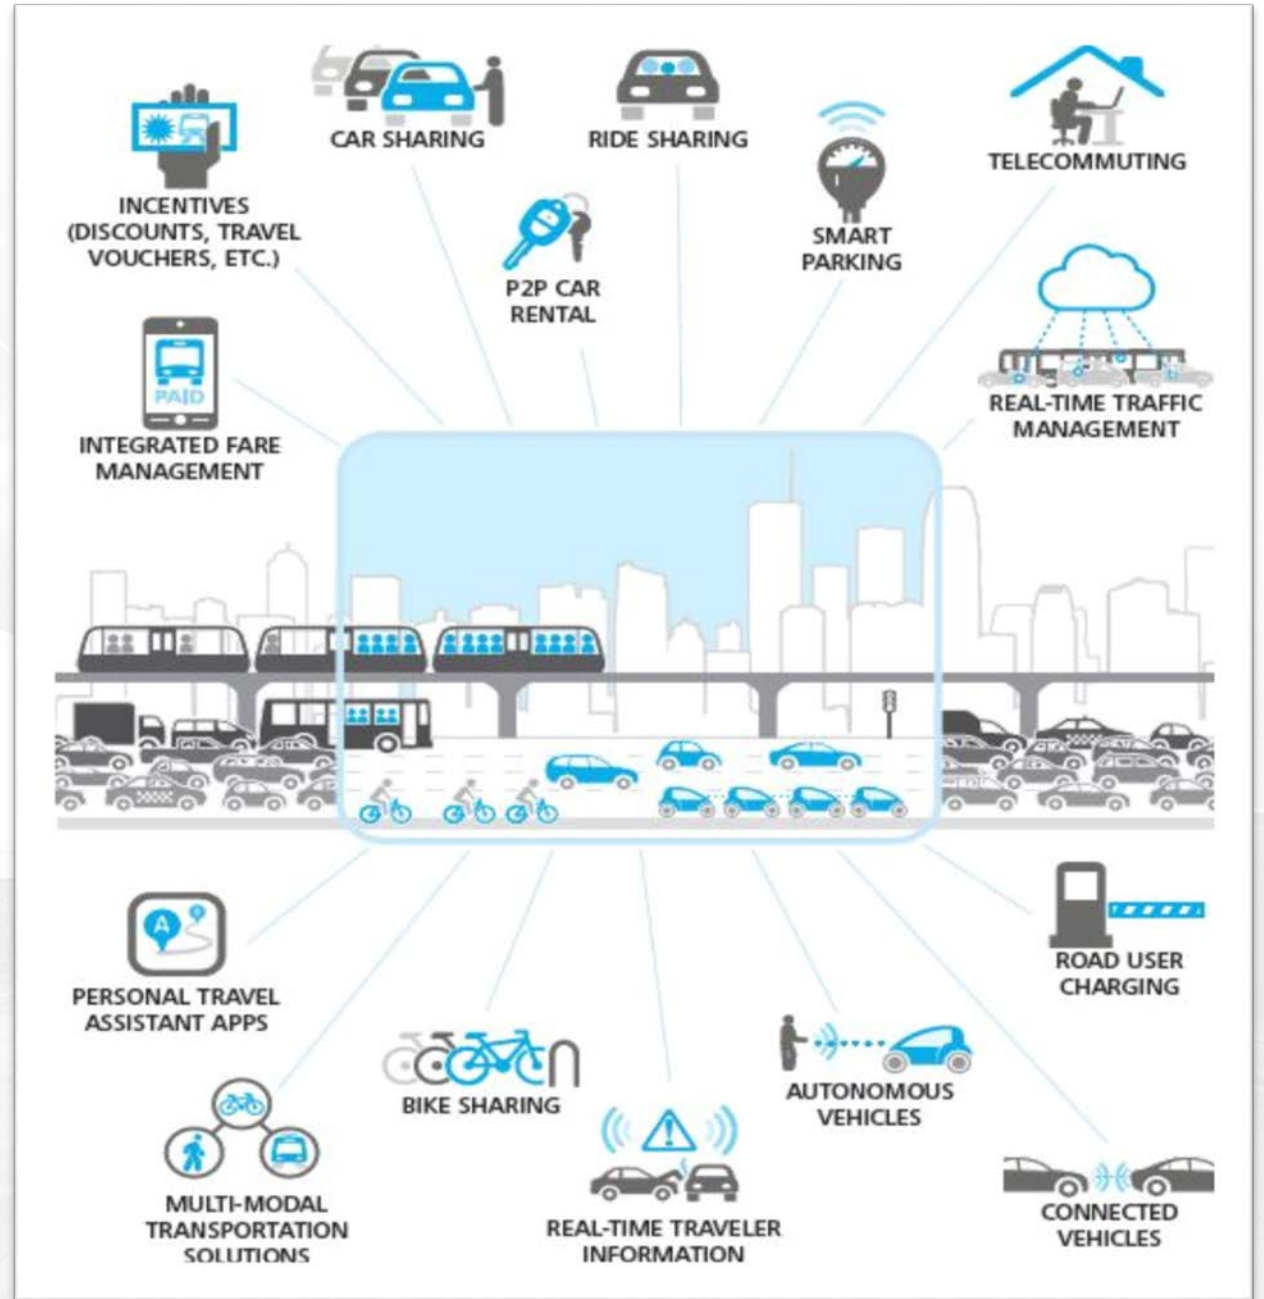 CAR SHARING
RIDE SHARING
TELECOMMUTING
INCENTIVES
(DISCOUNTS, TRAVEL
VOUCHERS, ETC.)
P2P CAR
RENTAL
SMART
PARKING
PAID
INTEGRATED FARE
MANAGEMENT
REAL-TIME TRAFFIC
MANAGEMENT
A
PERSONAL TRAVEL
ASSISTANT APPS
ROAD USER
CHARGING
BIKE SHARING
AUTONOMOUS
VEHICLES
MULTI-MODAL
TRANSPORTATION
SOLUTIONS
REAL-TIME TRAVELER
INFORMATION
CONNECTED
VEHICLES